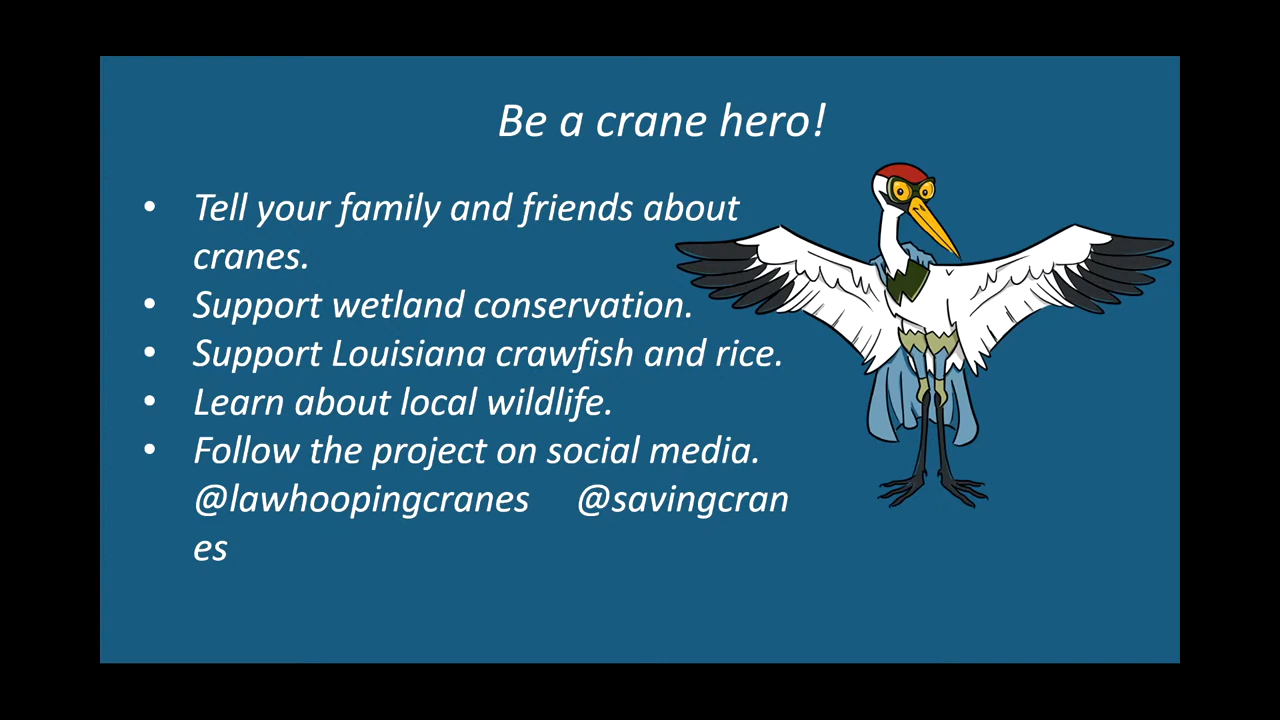 Be a crane hero!
• Tell your family and friends about
cranes.
• Support wetland conservation.
• Support Louisiana crawfish and rice.
• Learn about local wildlife.
• Follow the project on social media.
@lawhoopingcranes @savingcran
es